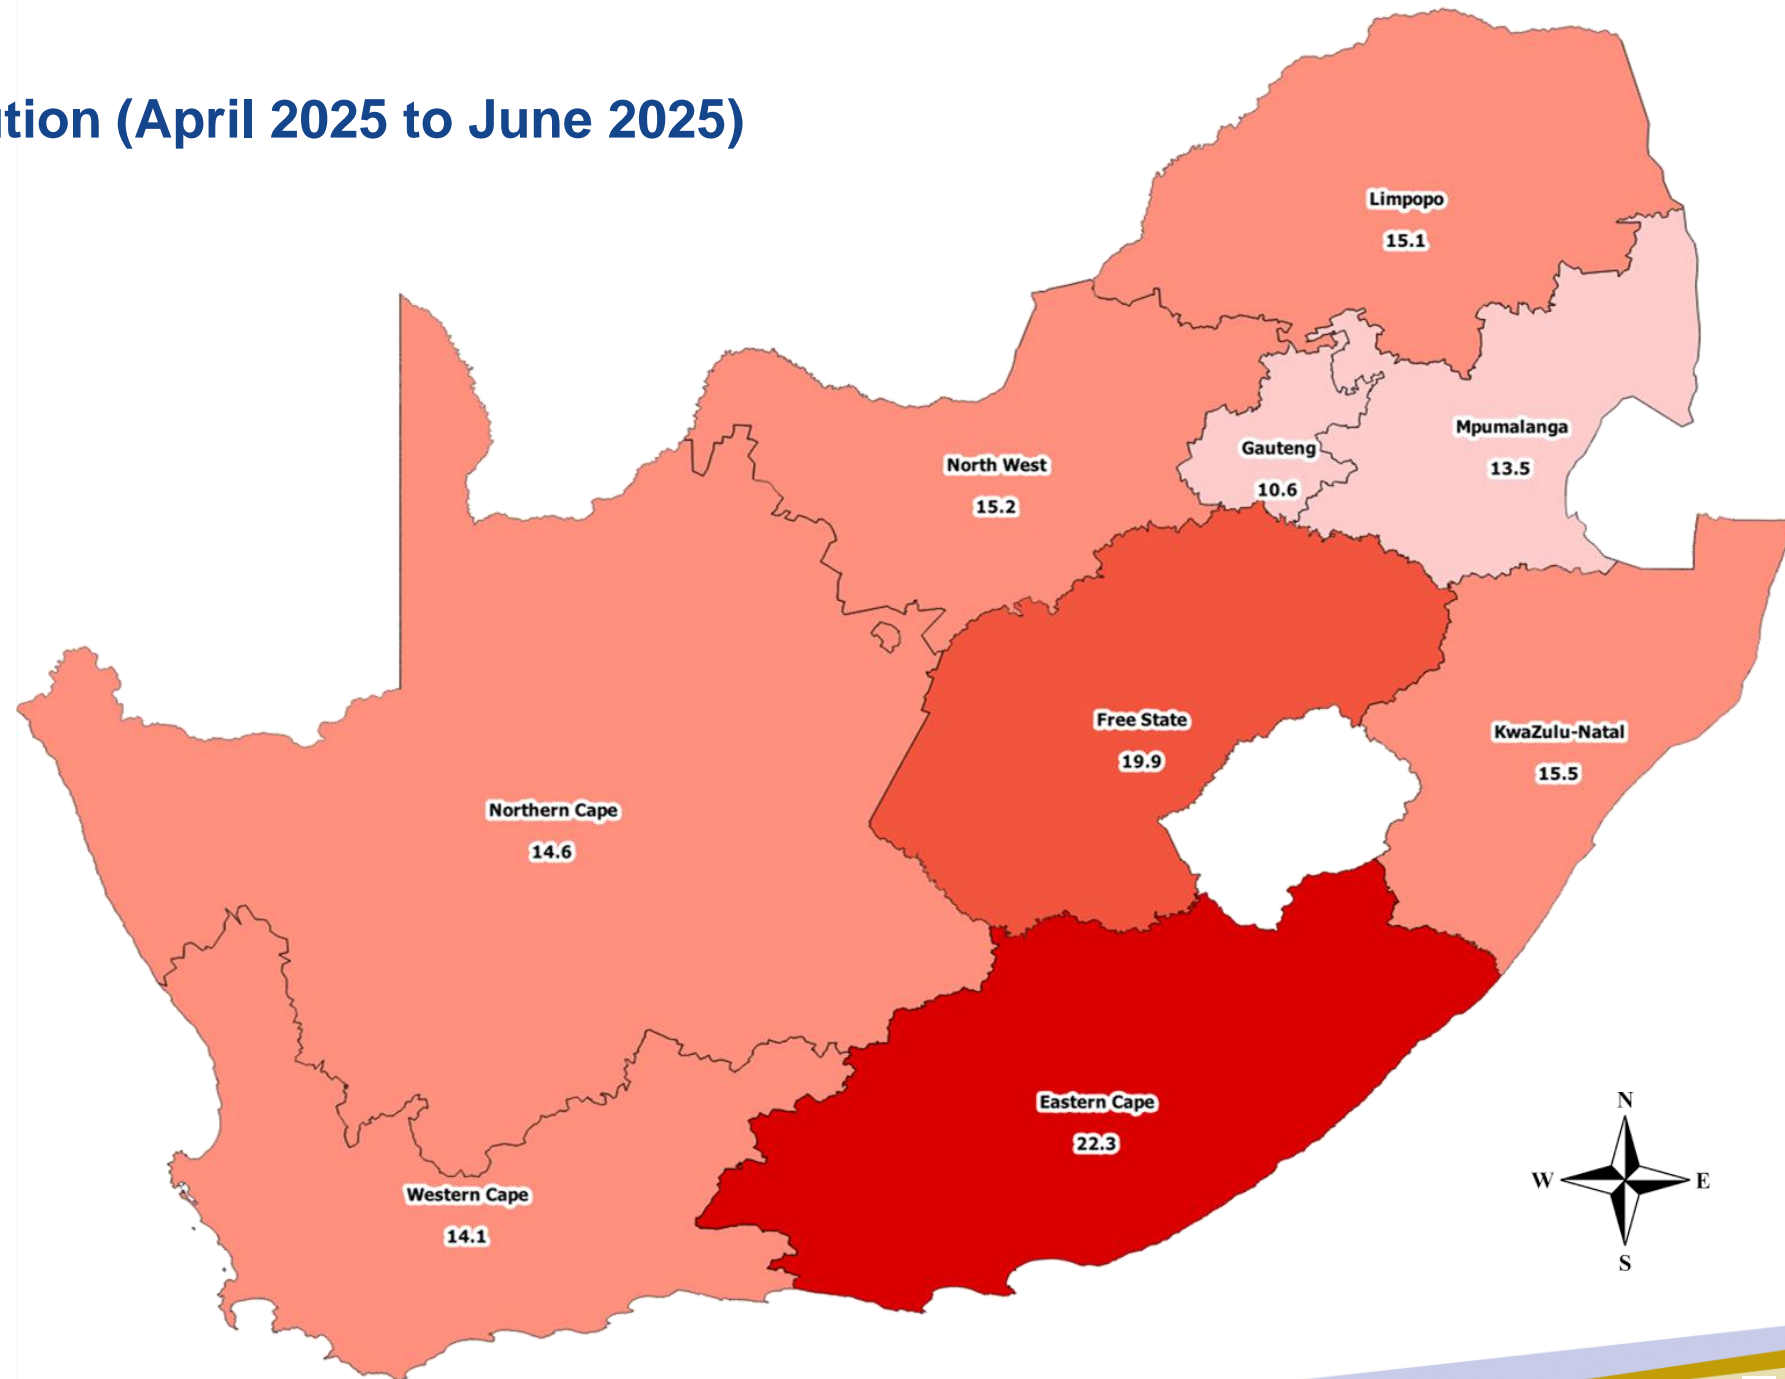 (April 2025 to June 2025)
Limpopo
15.1
Mpumalanga
13.5
Gauteng
10.6
North West
15.2
Free State
19.9
KwaZulu-Natal
15.5
Northern Cape
14.6
Eastern Cape
22.3
Western Cape
14.1
N
W
E
S